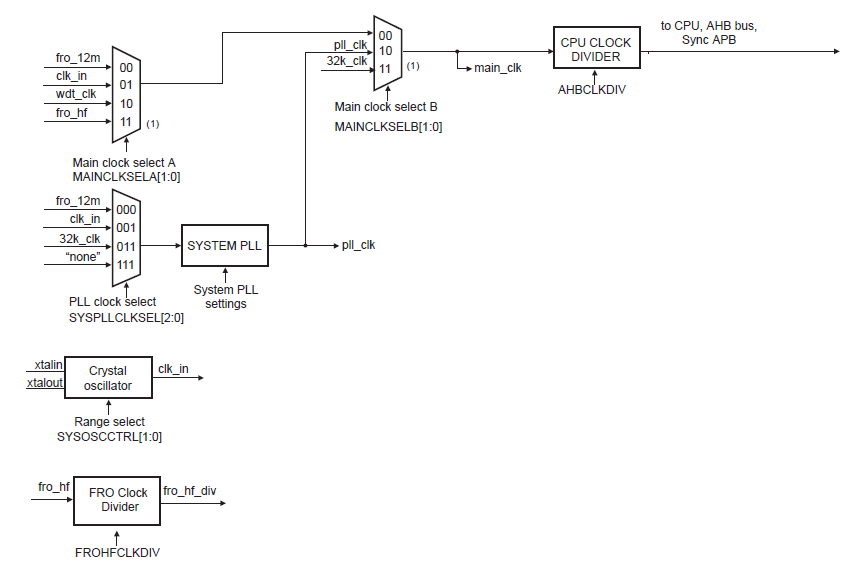 fro_12m
clk_in
wdt_clk
fro_hf
00
01
10
11
(1)
Main clock select A
MAINCLKSELA[1:0]
pll_clk
32k_clk
00
10
11
(1)
Main clock select B
MAINCLKSELB[1:0]
main_clk
CPU CLOCK
DIVIDER
AHBCLKDIV
to CPU, AHB bus,
Sync APB
fro_12m
clk_in
32k_clk
“none”
000
001
011
111
PLL clock select
SYSPLLCLKSEL[2:0]
SYSTEM PLL
System PLL
settings
pll_clk
xtalin
xtalout
Crystal
oscillator
clk_in
Range select
SYSOSCCTRL[1:0]
fro_hf
FRO Clock
Divider
fro_hf_div
FROHFCLKDIV